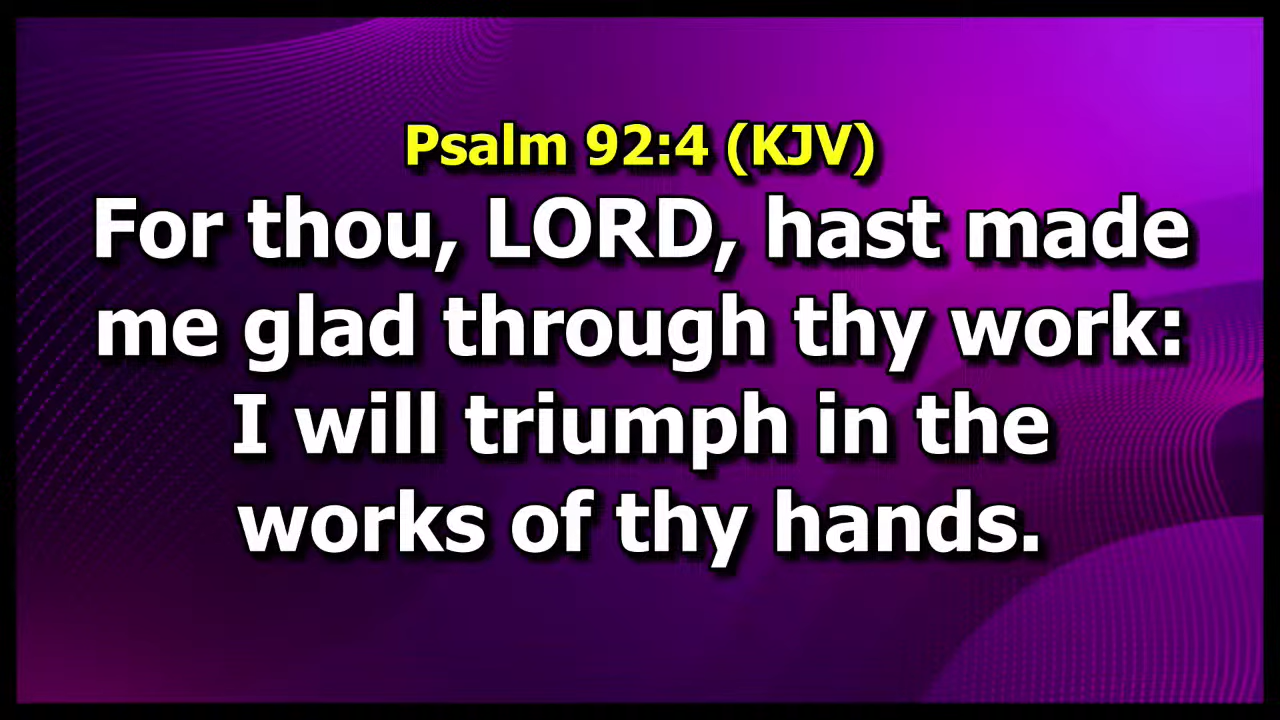 Psalm 92:4 (KJV)
For thou, LORD, hast made
me glad through thy work:
I will triumph in the
works of thy hands.